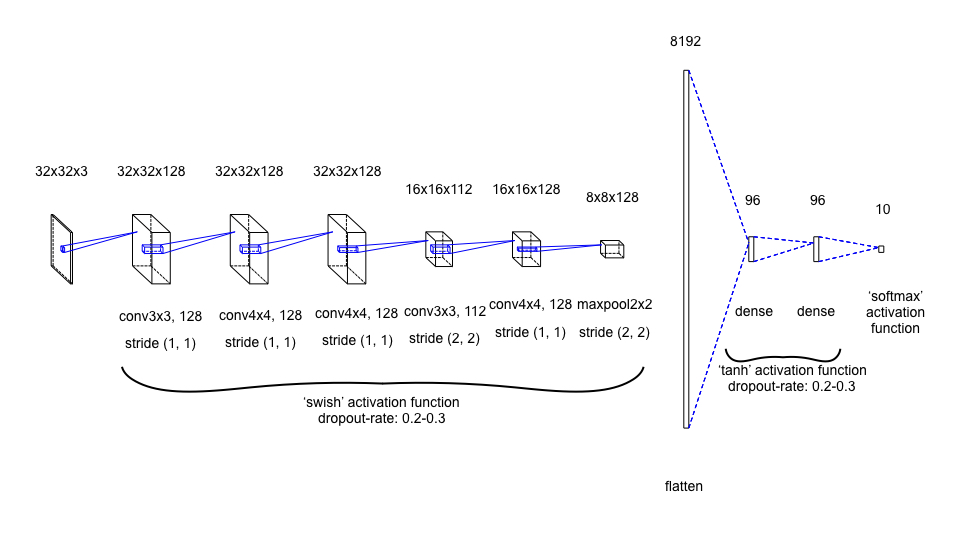 8192
32x32x3
32x32x128
32x32x128
32x32x128
16x16x112
16x16x128
8x8x128
96
96
10
conv3x3, 128
stride (1, 1)
conv4x4, 128
stride (1, 1)
conv4x4, 128
stride (1, 1)
conv3x3, 112
stride (2, 2)
conv4x4, 128
stride (1, 1)
maxpool2x2
stride (2, 2)
dense
dense
‘softmax’
activation
function
‘swish’ activation function
dropout-rate: 0.2-0.3
‘tanh’ activation function
dropout-rate: 0.2-0.3
flatten